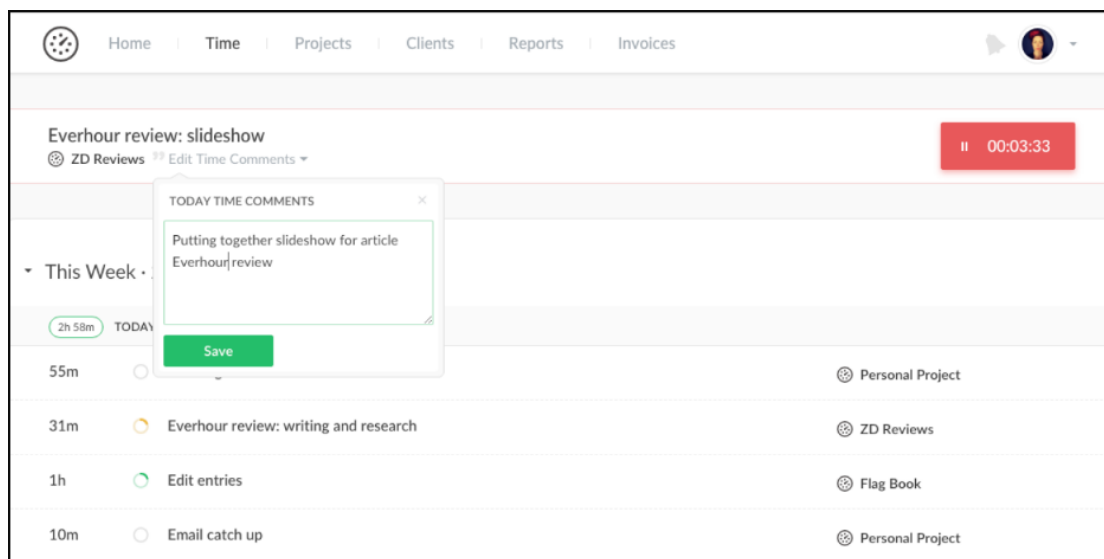 Home Time Projects Clients Reports Invoices
Everhour review: slideshow
ZD Reviews " Edit Time Comments
00:03:33
TODAY TIME COMMENTS ×
Putting together slideshow for article
Everhour review
Save
This Week ·
2h 58m TODAY
55m Personal Project
31m Everhour review: writing and research ZD Reviews
1h Edit entries Flag Book
10m Email catch up Personal Project